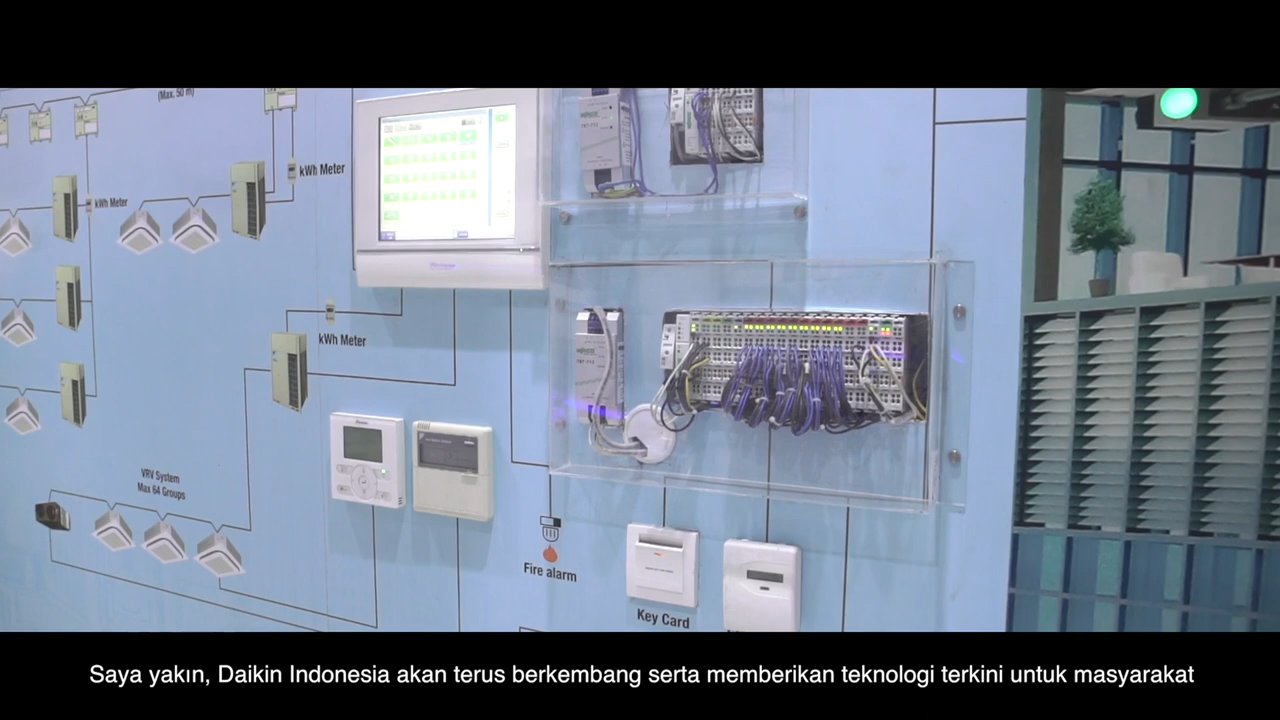 (Max. 50 m)
kWh Meter
kWh Meter
kWh Meter
VRV System
Max 64 Groups
Fire alarm
Key Card
Saya yakin, Daikin Indonesia akan terus berkembang serta memberikan teknologi terkini untuk masyarakat